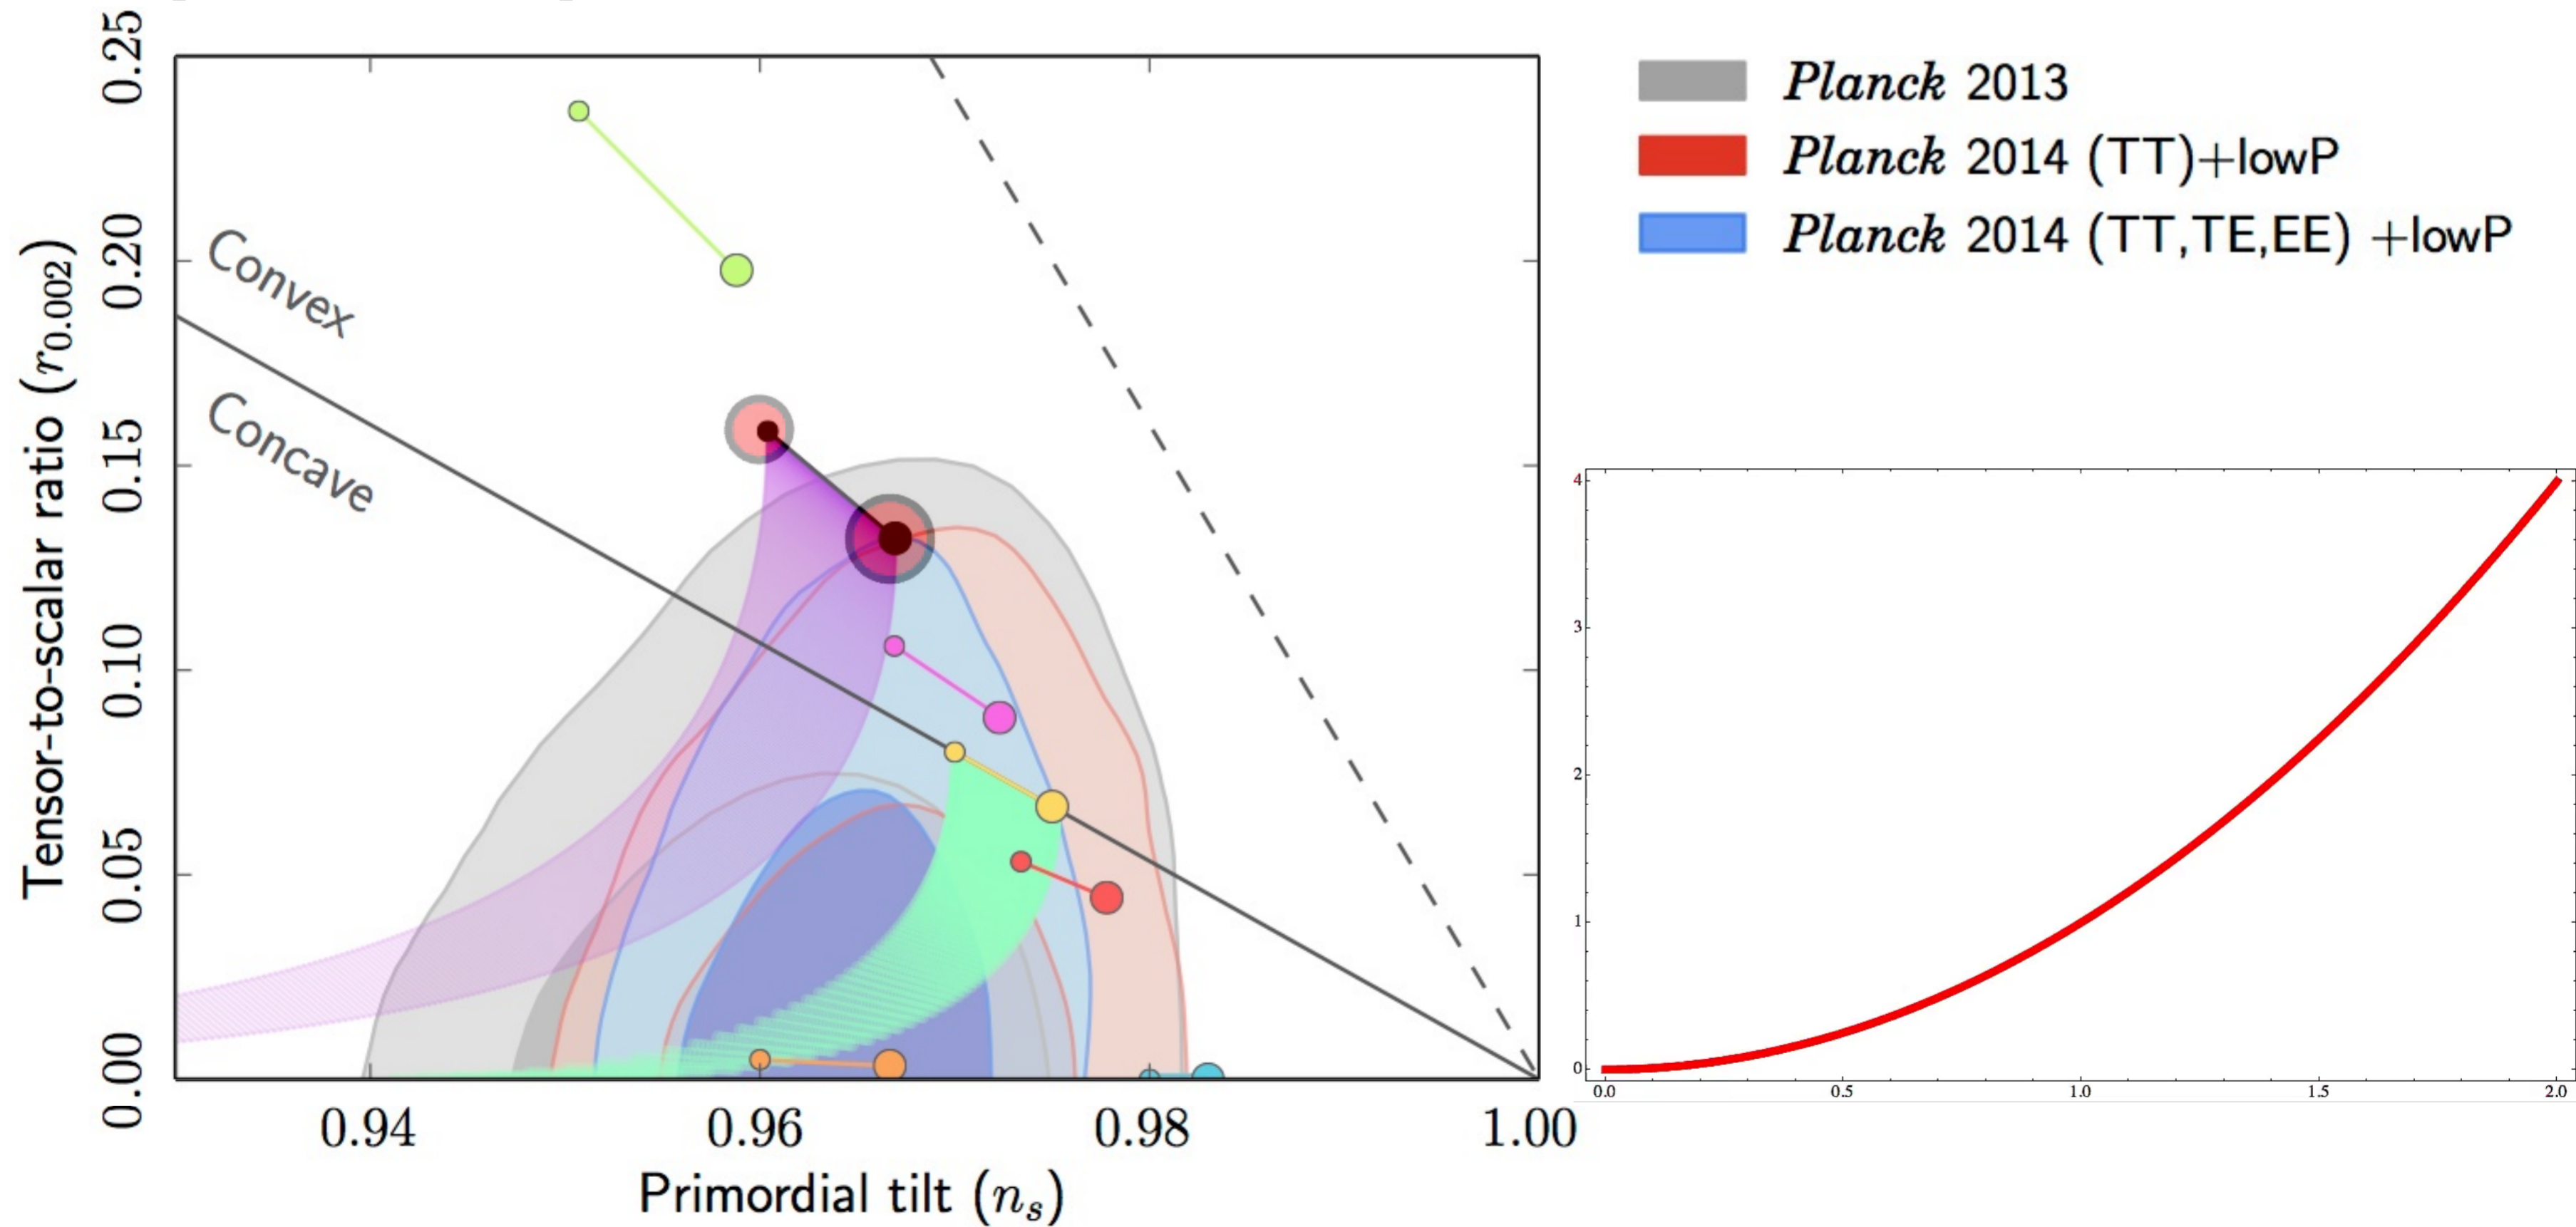 Planck 2013
Planck 2014 (TT)+lowP
Planck 2014 (TT,TE,EE) +lowP
Tensor-to-scalar ratio (r0.002)
0.25
0.20
0.15
0.10
0.05
0.00
Convex
Concave
0.94 0.96 0.98 1.00
Primordial tilt (ns)
4
3
2
1
0
0.0 0.5 1.0 1.5 2.0